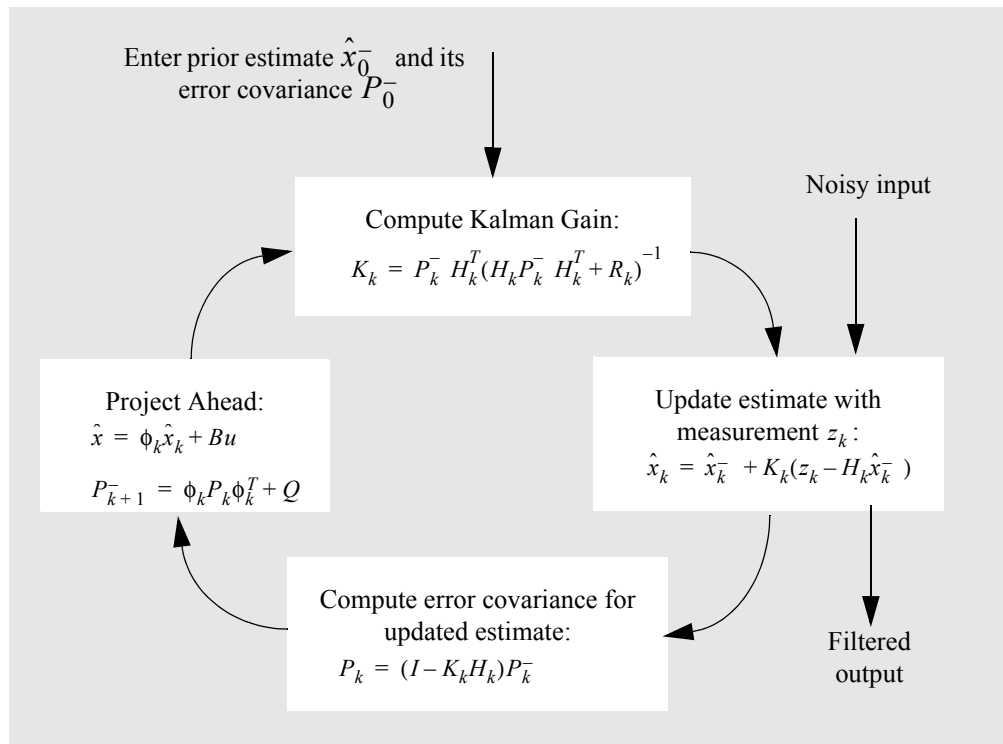 Enter prior estimate x̂₀⁻ and its
error covariance P₀⁻
Noisy input
Compute Kalman Gain:
Kₖ = Pₖ⁻ Hₖᵀ(HₖPₖ⁻ Hₖᵀ + Rₖ)⁻¹
Project Ahead:
x̂ = ϕₖx̂ₖ + Bu
P⁻ₖ₊₁ = ϕₖPₖϕₖᵀ + Q
Update estimate with
measurement zₖ:
x̂ₖ = x̂ₖ⁻ + Kₖ(zₖ – Hₖx̂ₖ⁻ )
Compute error covariance for
updated estimate:
Pₖ = (I – KₖHₖ)Pₖ⁻
Filtered
output